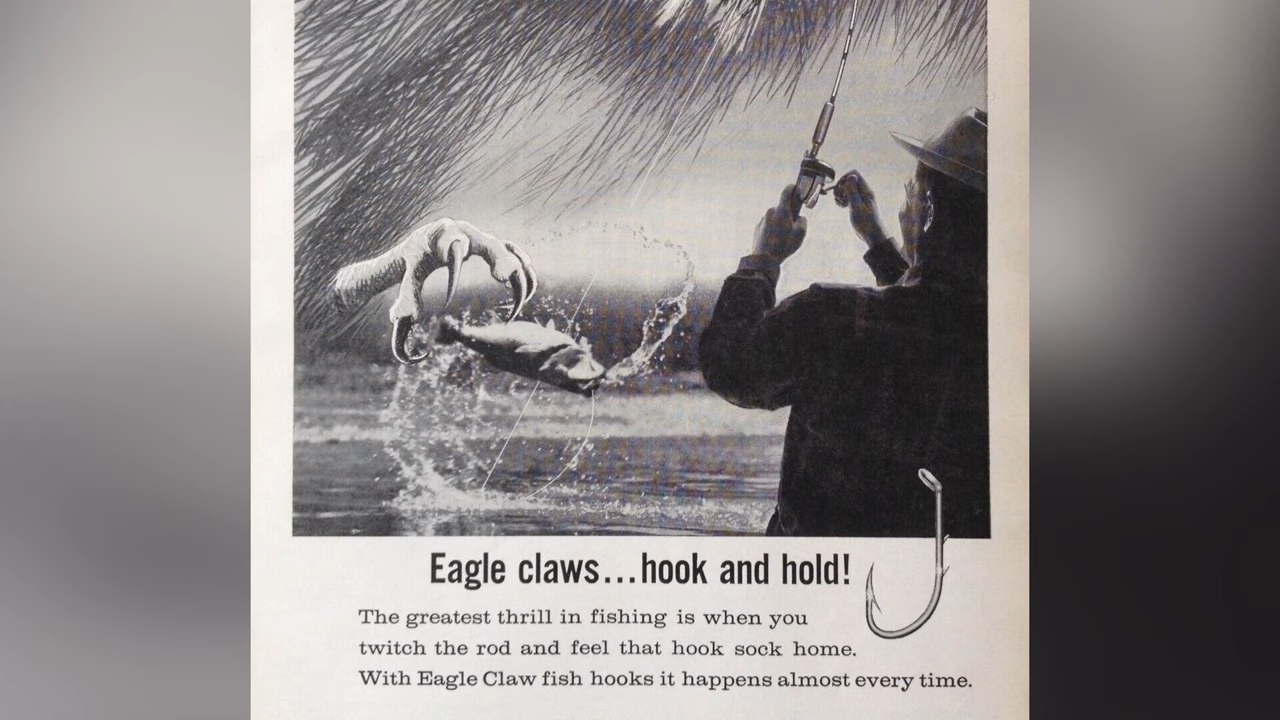 Eagle claws...hook and hold!
The greatest thrill in fishing is when you
twitch the rod and feel that hook sock home.
With Eagle Claw fish hooks it happens almost every time.